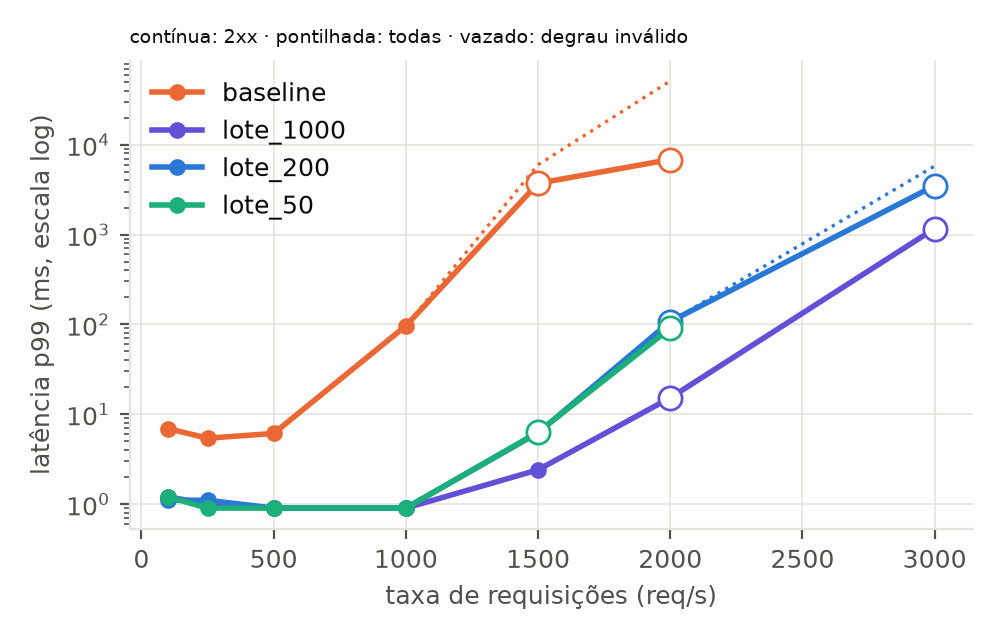 contínua: 2xx · pontilhada: todas · vazado: degrau inválido
baseline
lote_1000
lote_200
lote_50
latência p99 (ms, escala log)
10⁴
10³
10²
10¹
10⁰
0 500 1000 1500 2000 2500 3000
taxa de requisições (req/s)